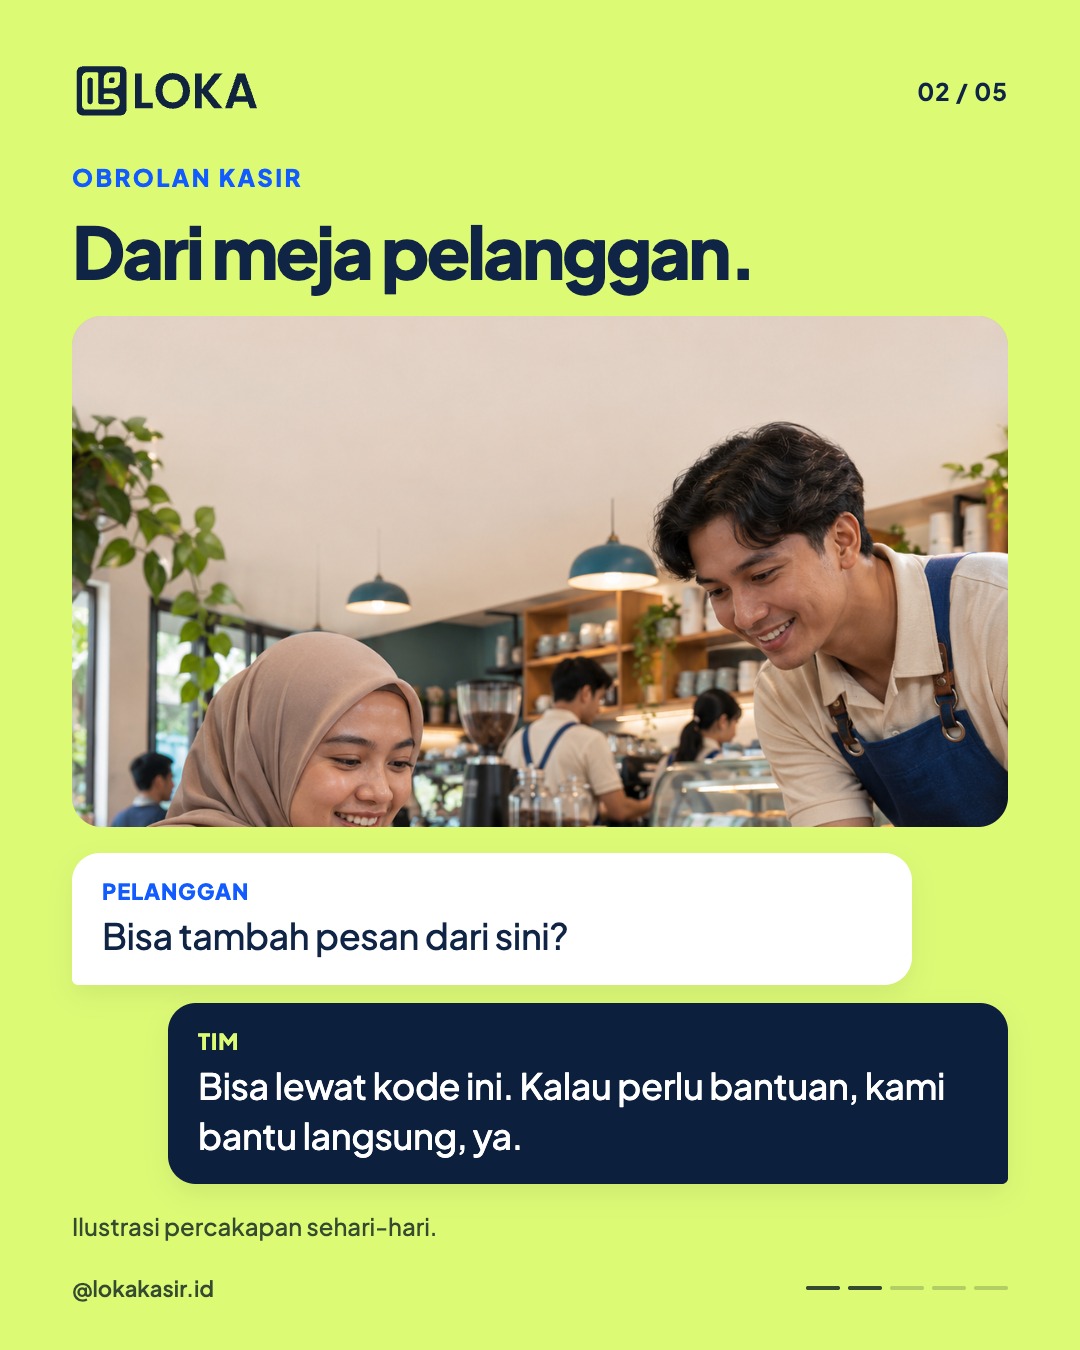 LOKA
02 / 05
OBROLAN KASIR
Dari meja pelanggan.
PELANGGAN
Bisa tambah pesan dari sini?
TIM
Bisa lewat kode ini. Kalau perlu bantuan, kami
bantu langsung, ya.
Ilustrasi percakapan sehari-hari.
@lokakasir.id